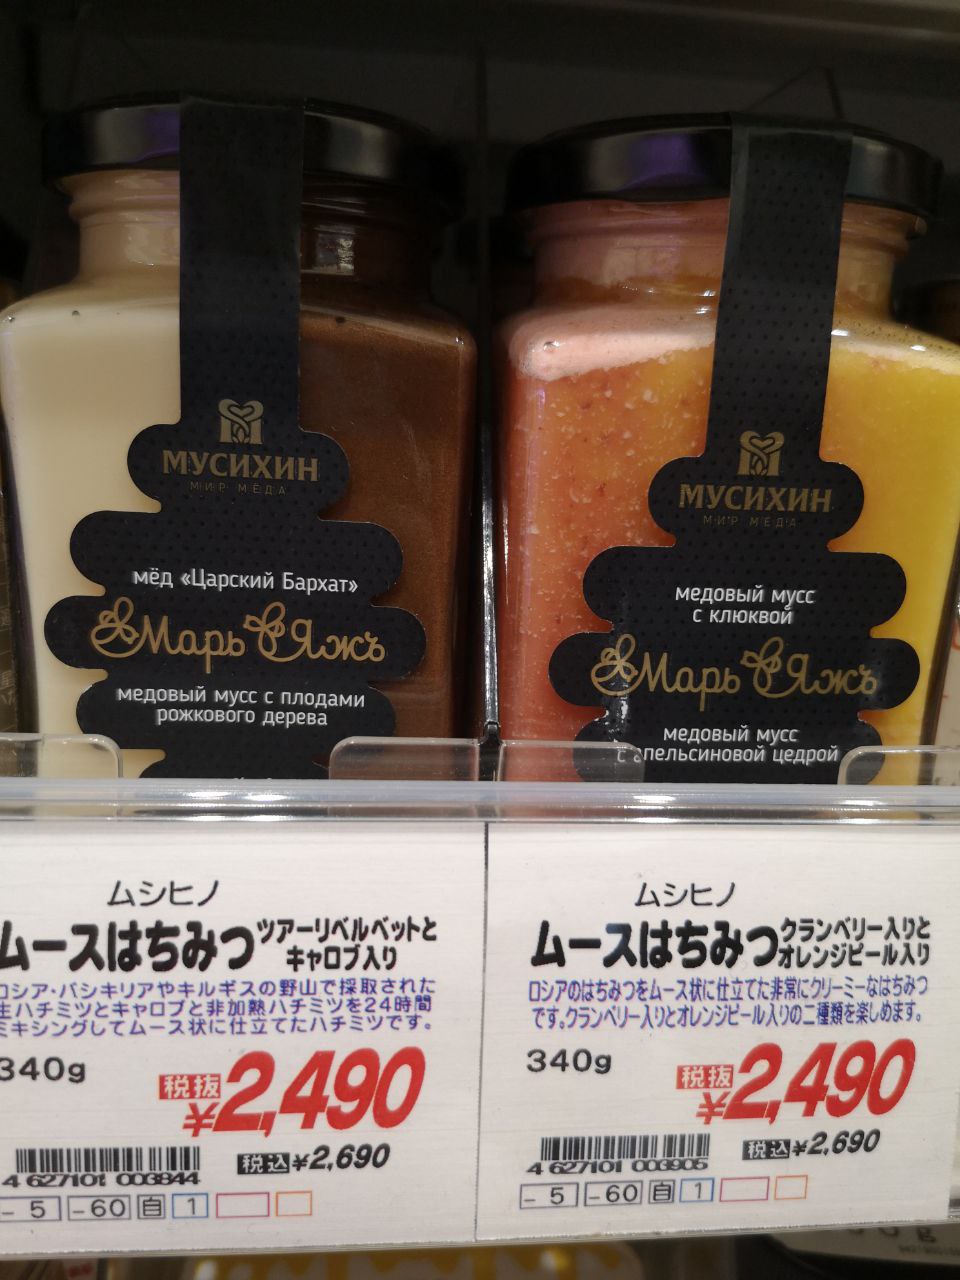 МУСИХИН
МИР МЁДА
мёд «Царский Бархат»
Марь & Яжъ
медовый мусс с плодами
рожкового дерева
МУСИХИН
МИР МЁДА
медовый мусс
с клюквой
Марь & Яжъ
медовый мусс
с апельсиновой цедрой
ムシヒノ
ムースはちみつ ツアーリベルベットと
キャロブ入り
ロシア・バシキリアやキルギスの野山で採取された
生ハチミツとキャロブと非加熱ハチミツを24時間
ミキシングしてムース状に仕立てたハチミツです。
340g
税抜 ¥2,490
税込 ¥2,690
4 627101 003844
- 5 -60 自 1
ムシヒノ
ムースはちみつ クランベリー入りと
オレンジピール入り
ロシアのはちみつをムース状に仕立てた非常にクリーミーなはちみつ
です。クランベリー入りとオレンジピール入りの二種類を楽しめます。
340g
税抜 ¥2,490
税込 ¥2,690
4 627101 003905
- 5 -60 自 1